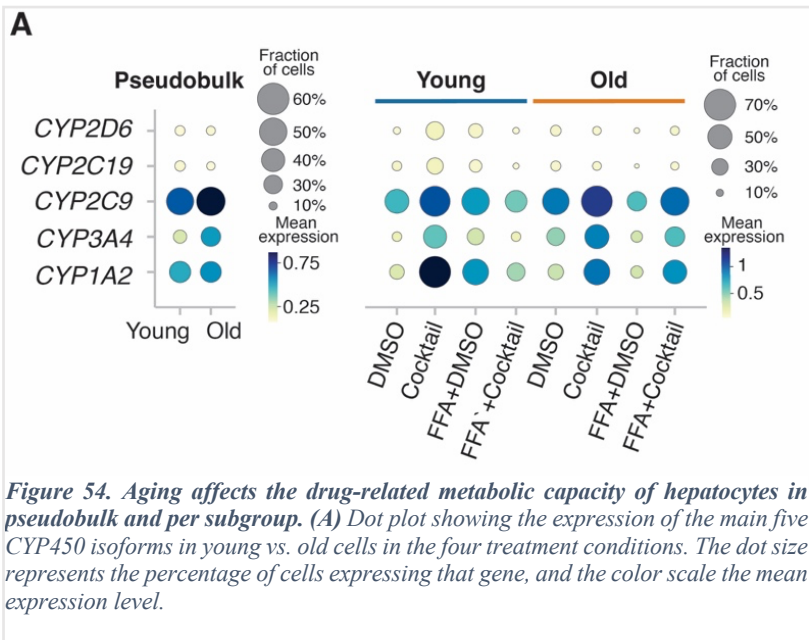 A
Pseudobulk
Fraction
of cells
60%
50%
40%
30%
10%
Mean
expression
0.75
0.25
Young
Old
Fraction
of cells
70%
50%
30%
10%
Mean
expression
1
0.5
CYP2D6
CYP2C19
CYP2C9
CYP3A4
CYP1A2
Young Old
DMSO
Cocktail
FFA+DMSO
FFA`+Cocktail
DMSO
Cocktail
FFA+DMSO
FFA+Cocktail
Figure 54. Aging affects the drug-related metabolic capacity of hepatocytes in
pseudobulk and per subgroup. (A) Dot plot showing the expression of the main five
CYP450 isoforms in young vs. old cells in the four treatment conditions. The dot size
represents the percentage of cells expressing that gene, and the color scale the mean
expression level.